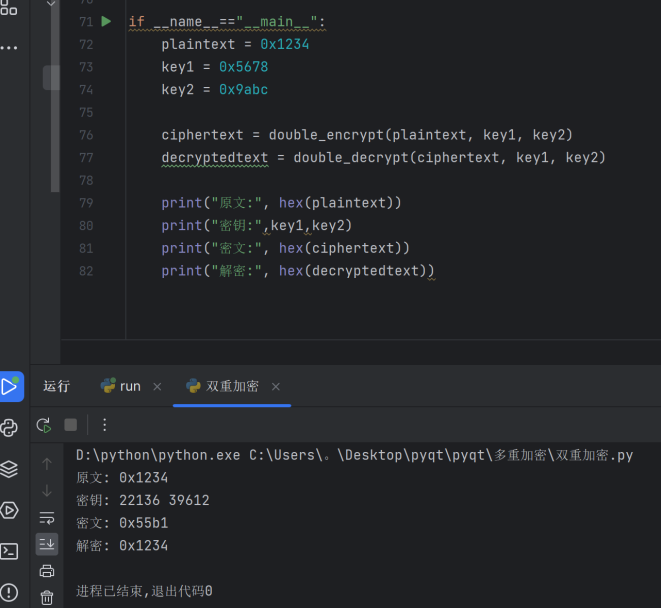 71 if __name__=="__main__":
72 plaintext = 0x1234
73 key1 = 0x5678
74 key2 = 0x9abc
75
76 ciphertext = double_encrypt(plaintext, key1, key2)
77 decryptedtext = double_decrypt(ciphertext, key1, key2)
78
79 print("原文:", hex(plaintext))
80 print("密钥:",key1,key2)
81 print("密文:", hex(ciphertext))
82 print("解密:", hex(decryptedtext))
运行 run 双重加密
D:\python\python.exe C:\Users\。\Desktop\pyqt\pyqt\多重加密\双重加密.py
原文: 0x1234
密钥: 22136 39612
密文: 0x55b1
解密: 0x1234
进程已结束,退出代码0